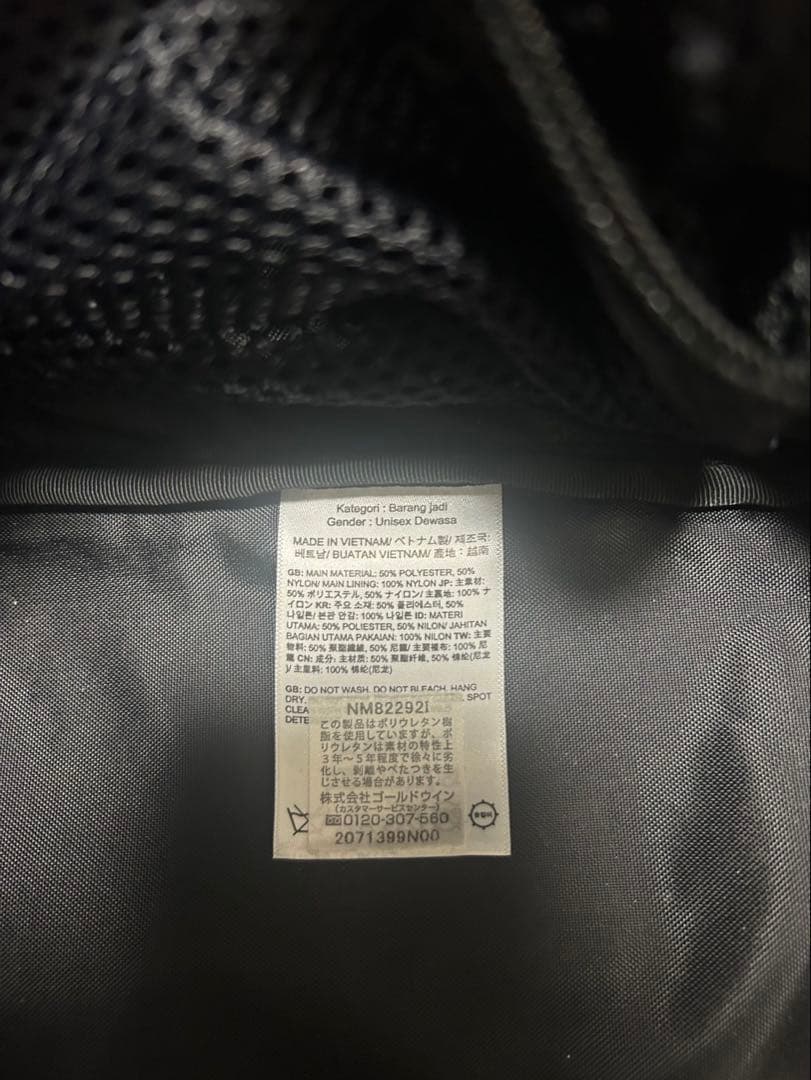 Kategori : Barang jadi
Gender : Unisex Dewasa
MADE IN VIETNAM/ ベトナム製/ 제조국:
베트남/ BUATAN VIETNAM/ 產地：越南
GB: MAIN MATERIAL: 50% POLYESTER, 50%
NYLON/ MAIN LINING: 100% NYLON JP: 主素材:
50% ポリエステル, 50% ナイロン/ 主裏地: 100% ナ
イロン KR: 주요 소재: 50% 폴리에스터, 50%
나일론/ 본관 안감: 100% 나일론 ID: MATERI
UTAMA: 50% POLIESTER, 50% NILON/ JAHITAN
BAGIAN UTAMA PAKAIAN: 100% NILON TW: 主要
物料: 50% 聚酯纖維, 50% 尼龍/ 主要裡布: 100% 尼
龍 CN: 成分: 主材质: 50% 聚酯纤维, 50% 锦纶(尼龙
)/ 主里料: 100% 锦纶(尼龙)
GB: DO NOT WASH, DO NOT BLEACH, HANG
DRY, SPOT
CLEA
DETE
NM82292I
この製品はポリウレタン樹
脂を使用していますが、ポ
リウレタンは素材の特性上
3年～5年程度で徐々に劣
化し、剥離やべたつきを生
じさせる場合があります。
株式会社ゴールドウイン
(カスタマーサービスセンター)
0120-307-560
2071399N00